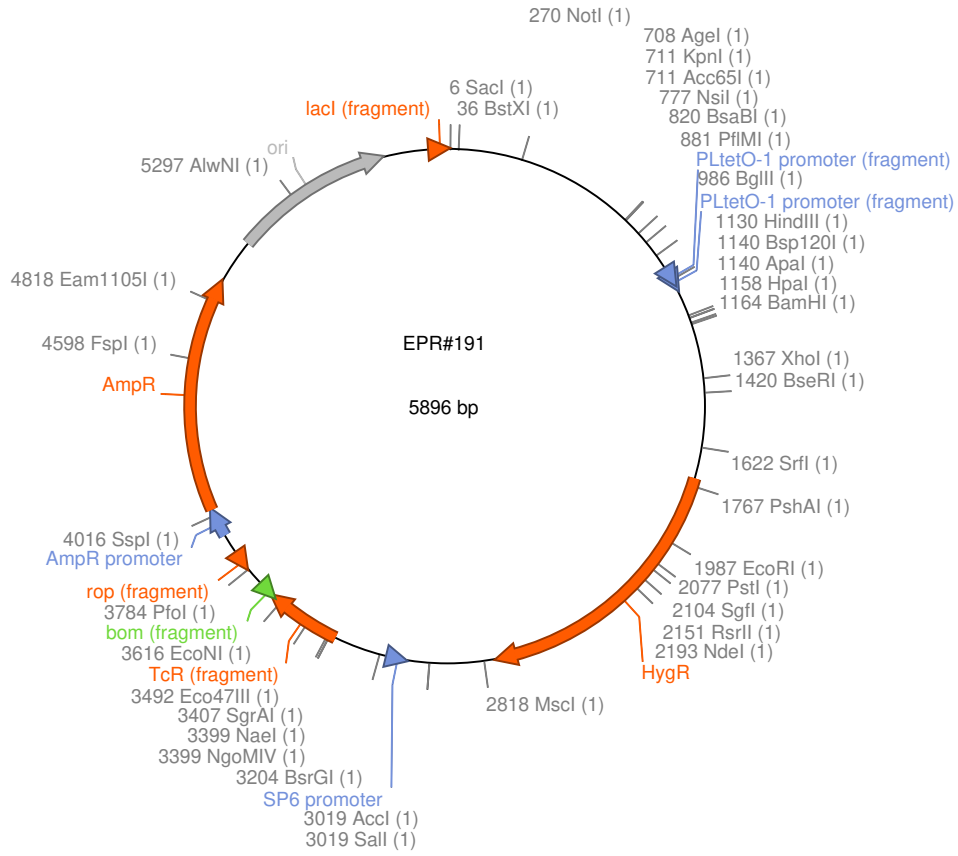 270 NotI (1)
708 AgeI (1)
711 KpnI (1)
711 Acc65I (1)
777 NsiI (1)
820 BsaBI (1)
881 PflMI (1)
PLtetO-1 promoter (fragment)
986 BglII (1)
PLtetO-1 promoter (fragment)
1130 HindIII (1)
1140 Bsp120I (1)
1140 ApaI (1)
1158 HpaI (1)
1164 BamHI (1)
1367 XhoI (1)
1420 BseRI (1)
1622 SrfI (1)
1767 PshAI (1)
1987 EcoRI (1)
2077 PstI (1)
2104 SgfI (1)
2151 RsrII (1)
2193 NdeI (1)
HygR
2818 MscI (1)
6 SacI (1)
36 BstXI (1)
lacI (fragment)
ori
5297 AlwNI (1)
4818 Eam1105I (1)
4598 FspI (1)
AmpR
EPR#191
5896 bp
4016 SspI (1)
AmpR promoter
rop (fragment)
3784 PfoI (1)
bom (fragment)
3616 EcoNI (1)
TcR (fragment)
3492 Eco47III (1)
3407 SgrAI (1)
3399 NaeI (1)
3399 NgoMIV (1)
3204 BsrGI (1)
SP6 promoter
3019 AccI (1)
3019 SalI (1)